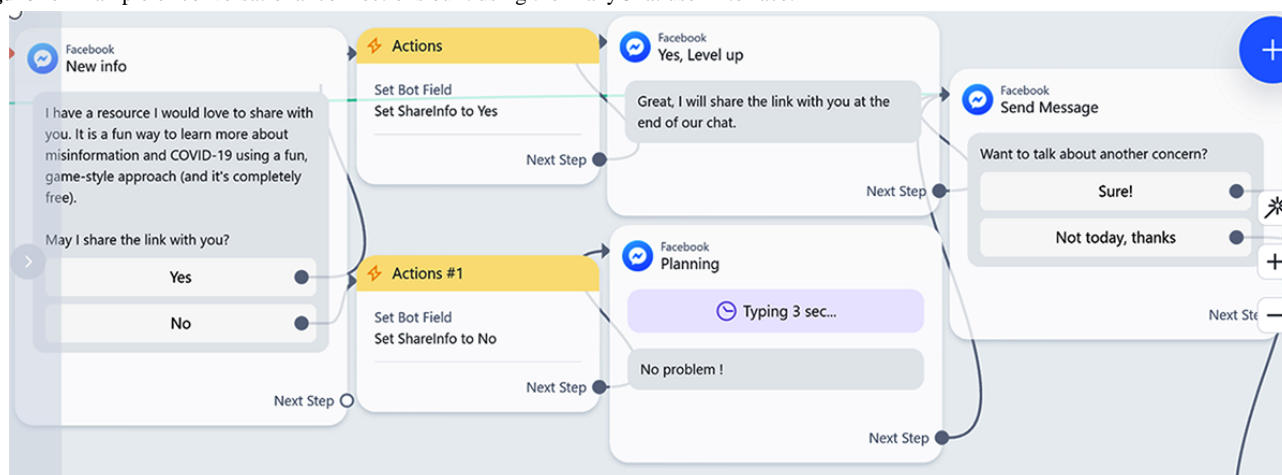 Facebook
New info
I have a resource I would love to share with
you. It is a fun way to learn more about
misinformation and COVID-19 using a fun,
game-style approach (and it's completely
free).
May I share the link with you?
Yes
No
Next Step
Actions
Set Bot Field
Set ShareInfo to Yes
Next Step
Actions #1
Set Bot Field
Set ShareInfo to No
Next Step
Facebook
Yes, Level up
Great, I will share the link with you at the
end of our chat.
Next Step
Facebook
Planning
Typing 3 sec...
No problem !
Next Step
Facebook
Send Message
Want to talk about another concern?
Sure!
Not today, thanks
Next